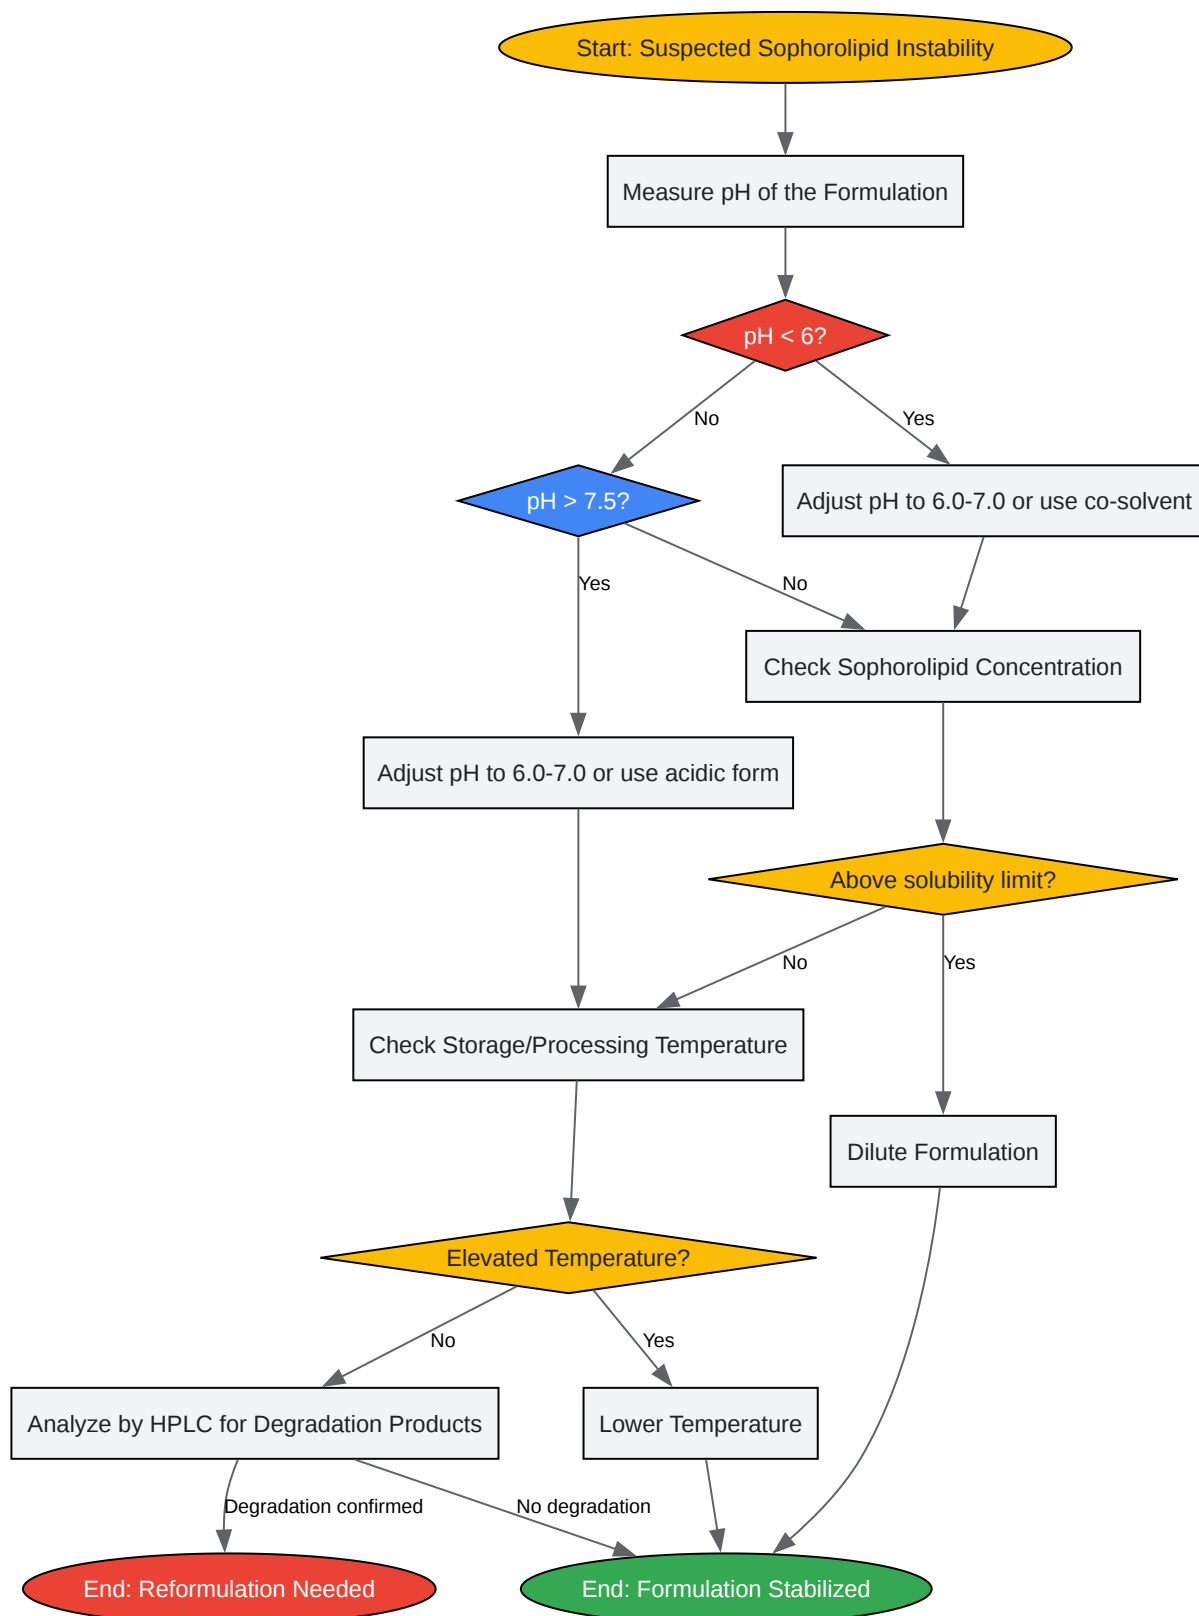 Start: Suspected Sophorolipid Instability
Measure pH of the Formulation
pH < 6?
No
Yes
pH > 7.5?
Adjust pH to 6.0-7.0 or use co-solvent
Yes
No
Check Sophorolipid Concentration
Adjust pH to 6.0-7.0 or use acidic form
Above solubility limit?
No
Yes
Check Storage/Processing Temperature
Dilute Formulation
Elevated Temperature?
No
Yes
Analyze by HPLC for Degradation Products
Lower Temperature
Degradation confirmed
No degradation
End: Reformulation Needed
End: Formulation Stabilized